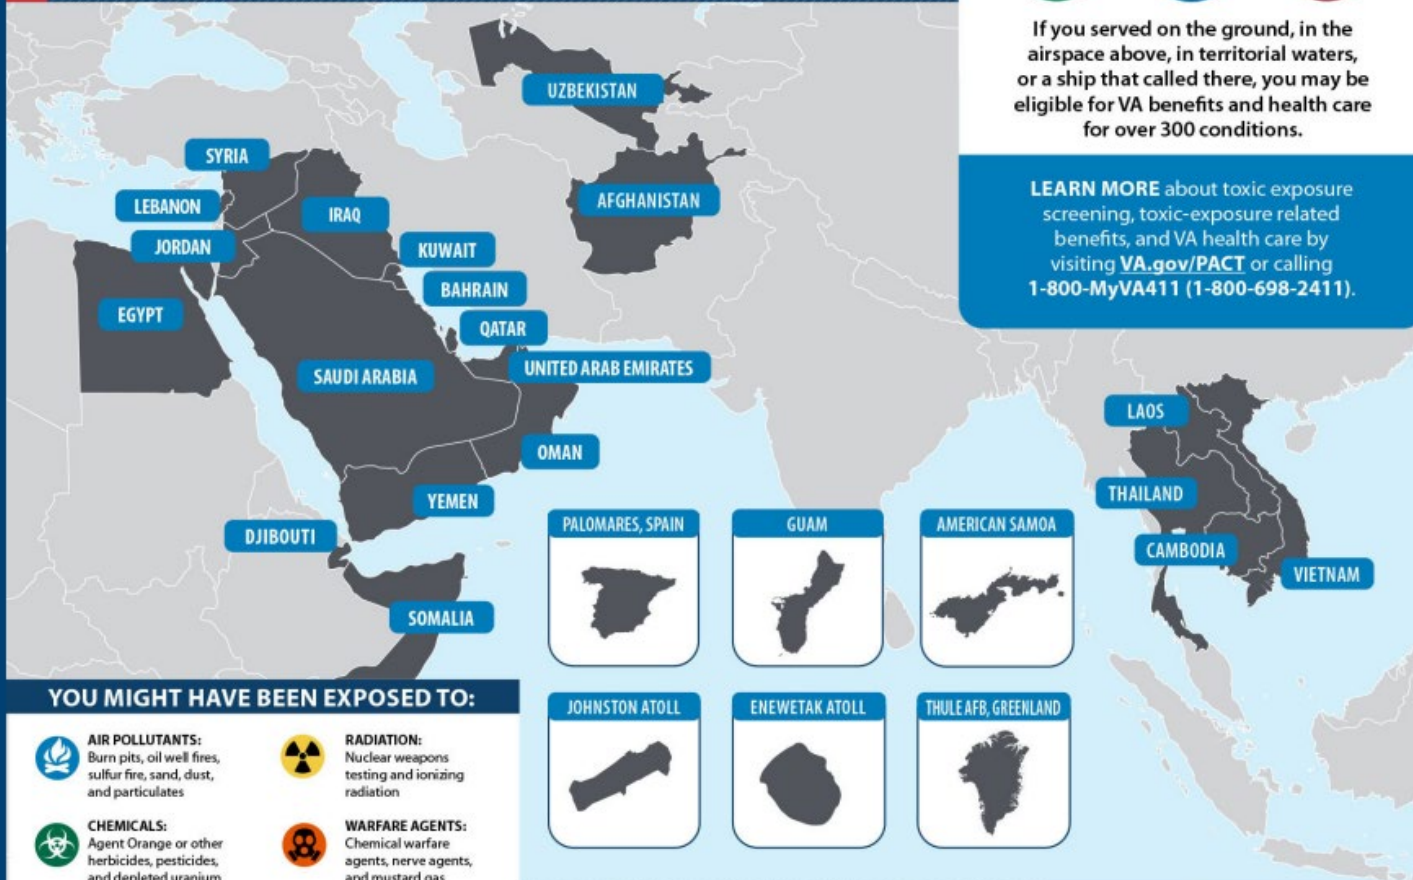 If you served on the ground, in the
airspace above, in territorial waters,
or a ship that called there, you may be
eligible for VA benefits and health care
for over 300 conditions.
LEARN MORE about toxic exposure
screening, toxic-exposure related
benefits, and VA health care by
visiting VA.gov/PACT or calling
1-800-MyVA411 (1-800-698-2411).
UZBEKISTAN
SYRIA
AFGHANISTAN
LEBANON
IRAQ
JORDAN
KUWAIT
BAHRAIN
EGYPT
QATAR
UNITED ARAB EMIRATES
SAUDI ARABIA
OMAN
YEMEN
DJIBOUTI
SOMALIA
LAOS
THAILAND
CAMBODIA
VIETNAM
PALOMARES, SPAIN
GUAM
AMERICAN SAMOA
JOHNSTON ATOLL
ENEWETAK ATOLL
THULE AFB, GREENLAND
YOU MIGHT HAVE BEEN EXPOSED TO:
AIR POLLUTANTS:
Burn pits, oil well fires,
sulfur fire, sand, dust,
and particulates
RADIATION:
Nuclear weapons
testing and ionizing
radiation
CHEMICALS:
Agent Orange or other
herbicides, pesticides,
and depleted uranium
WARFARE AGENTS:
Chemical warfare
agents, nerve agents,
and mustard gas